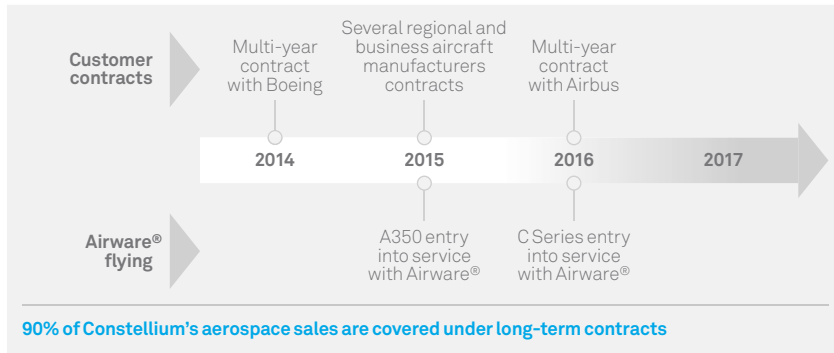 Customer
contracts
Multi-year
contract
with Boeing
Several regional and
business aircraft
manufacturers
contracts
Multi-year
contract
with Airbus
2014
2015
2016
2017
Airware®
flying
A350 entry
into service
with Airware®
C Series entry
into service
with Airware®
90% of Constellium’s aerospace sales are covered under long-term contracts